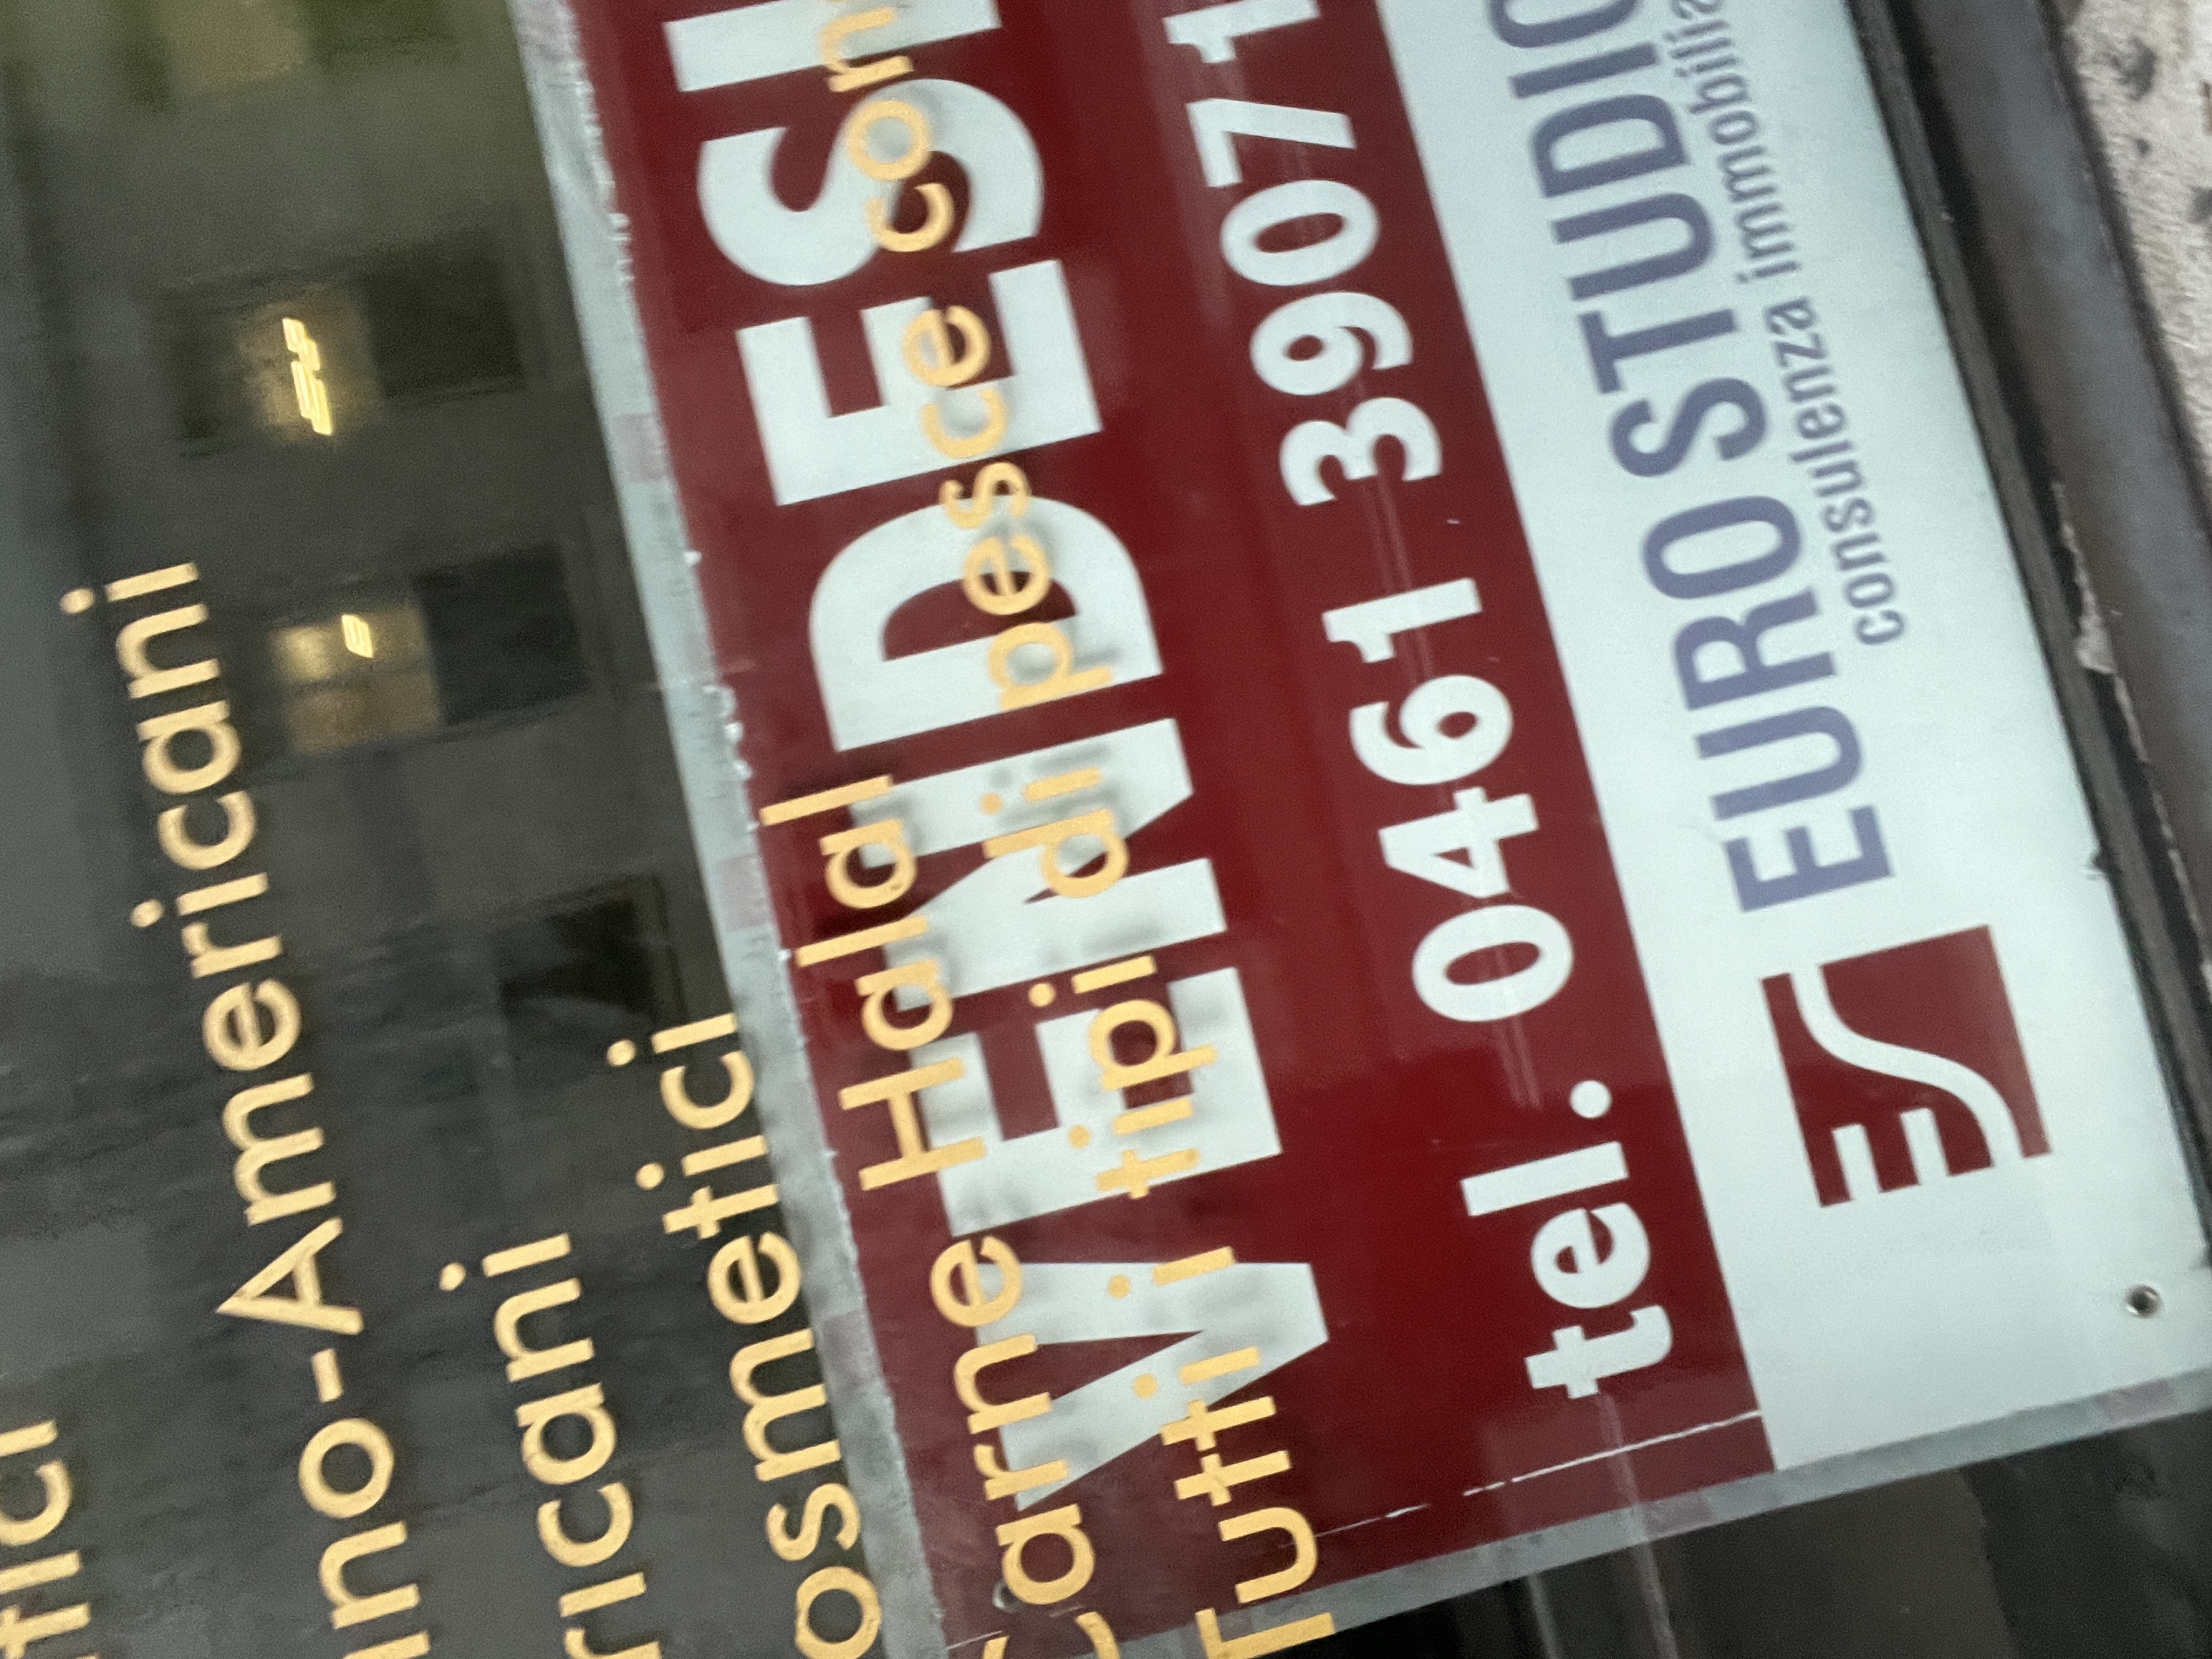 tici
ano-Americani
ricani
osmetici
Carne Halal
Tutti i tipi di pesce con
VENDESI
tel. 0461 39071
EURO STUDIO
consulenza immobilia